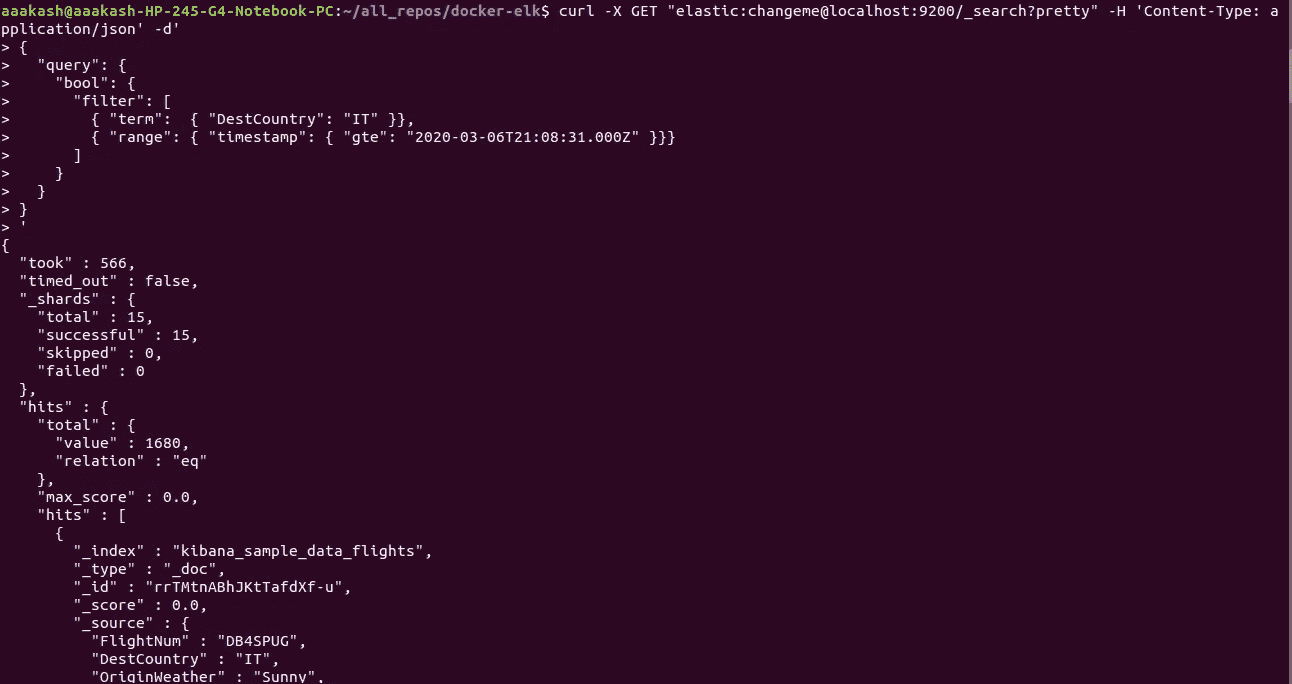 aaakash@aaakash-HP-245-G4-Notebook-PC:~/all_repos/docker-elk$ curl -X GET "elastic:changeme@localhost:9200/_search?pretty" -H 'Content-Type: a
pplication/json' -d'
> {
>   "query": {
>     "bool": {
>       "filter": [
>         { "term":  { "DestCountry": "IT" }},
>         { "range": { "timestamp": { "gte": "2020-03-06T21:08:31.000Z" }}}
>       ]
>     }
>   }
> }
> '
{
  "took" : 566,
  "timed_out" : false,
  "_shards" : {
    "total" : 15,
    "successful" : 15,
    "skipped" : 0,
    "failed" : 0
  },
  "hits" : {
    "total" : {
      "value" : 1680,
      "relation" : "eq"
    },
    "max_score" : 0.0,
    "hits" : [
      {
        "_index" : "kibana_sample_data_flights",
        "_type" : "_doc",
        "_id" : "rrTMtnABhJKtTafdXf-u",
        "_score" : 0.0,
        "_source" : {
          "FlightNum" : "DB4SPUG",
          "DestCountry" : "IT",
          "OriginWeather" : "Sunny",